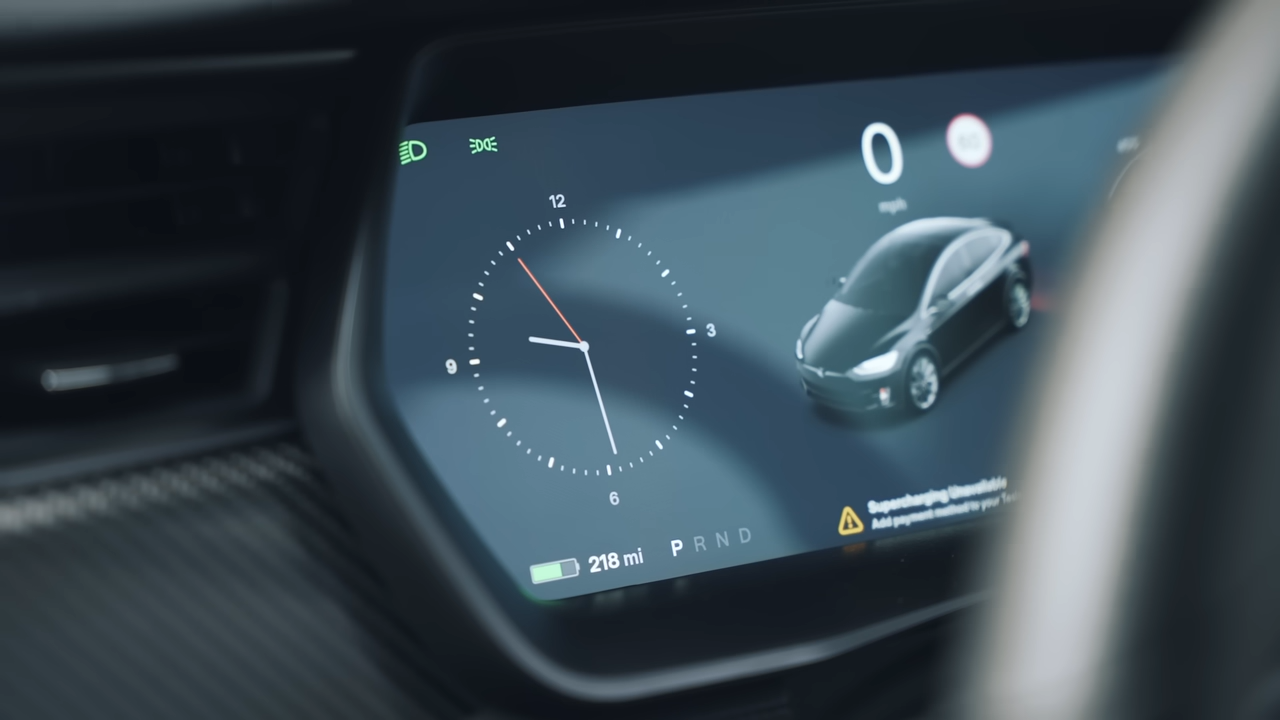 12
3
6
9
0
mph
P R N D
218 mi
Supercharging Unavailable
Add payment method to your